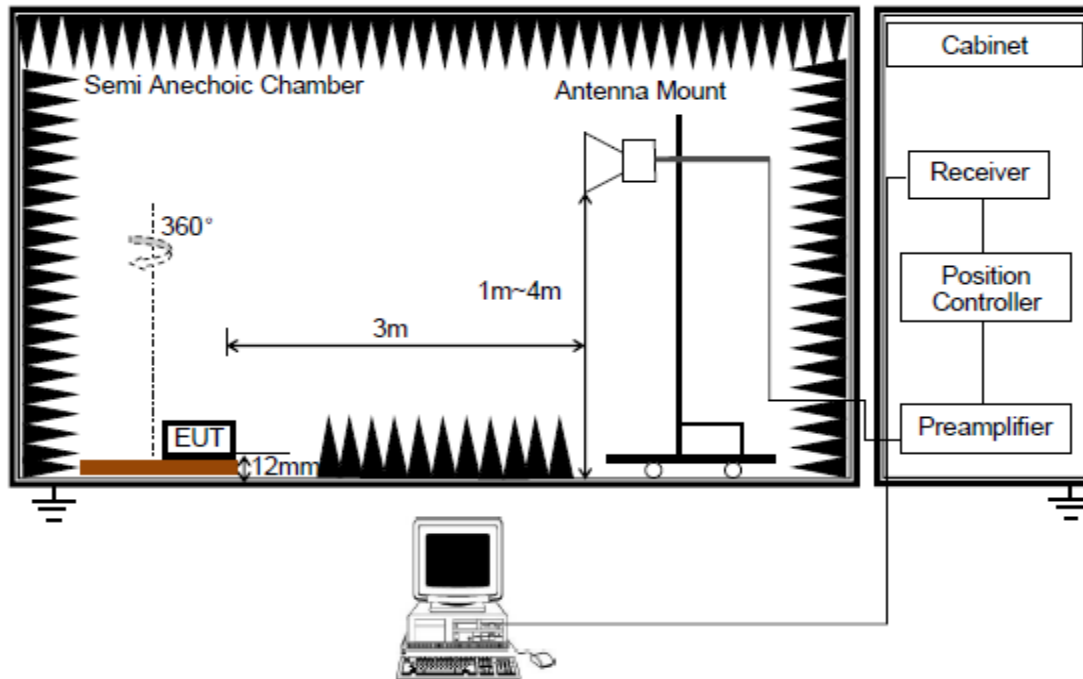 Semi Anechoic Chamber
Antenna Mount
360°
1m~4m
3m
EUT
12mm
Cabinet
Receiver
Position
Controller
Preamplifier